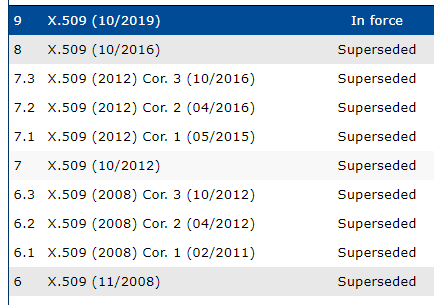 9 X.509 (10/2019) In force
8 X.509 (10/2016) Superseded
7.3 X.509 (2012) Cor. 3 (10/2016) Superseded
7.2 X.509 (2012) Cor. 2 (04/2016) Superseded
7.1 X.509 (2012) Cor. 1 (05/2015) Superseded
7 X.509 (10/2012) Superseded
6.3 X.509 (2008) Cor. 3 (10/2012) Superseded
6.2 X.509 (2008) Cor. 2 (04/2012) Superseded
6.1 X.509 (2008) Cor. 1 (02/2011) Superseded
6 X.509 (11/2008) Superseded